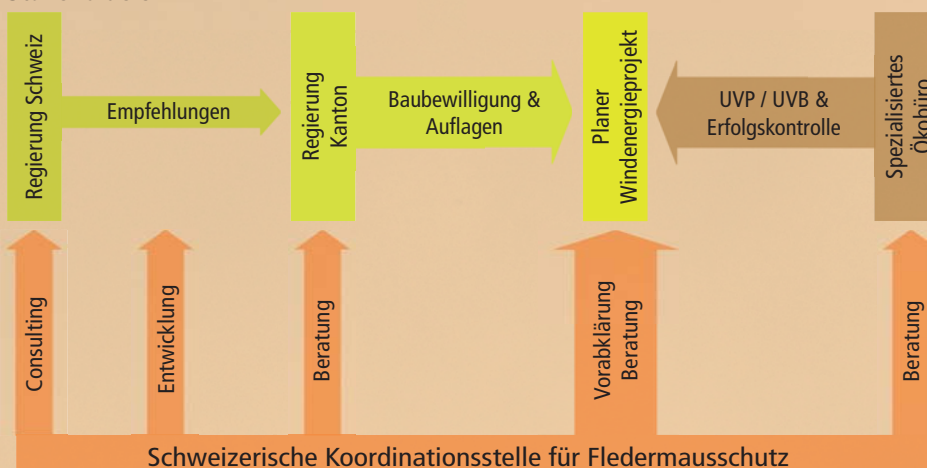 Regierung Schweiz
Empfehlungen
Regierung
Kanton
Baubewilligung &
Auflagen
Planer
Windenergieprojekt
UVP / UVB &
Erfolgskontrolle
Spezialisiertes
Ökobüro
Consulting
Entwicklung
Beratung
Vorabklärung
Beratung
Beratung
Schweizerische Koordinationsstelle für Fledermausschutz